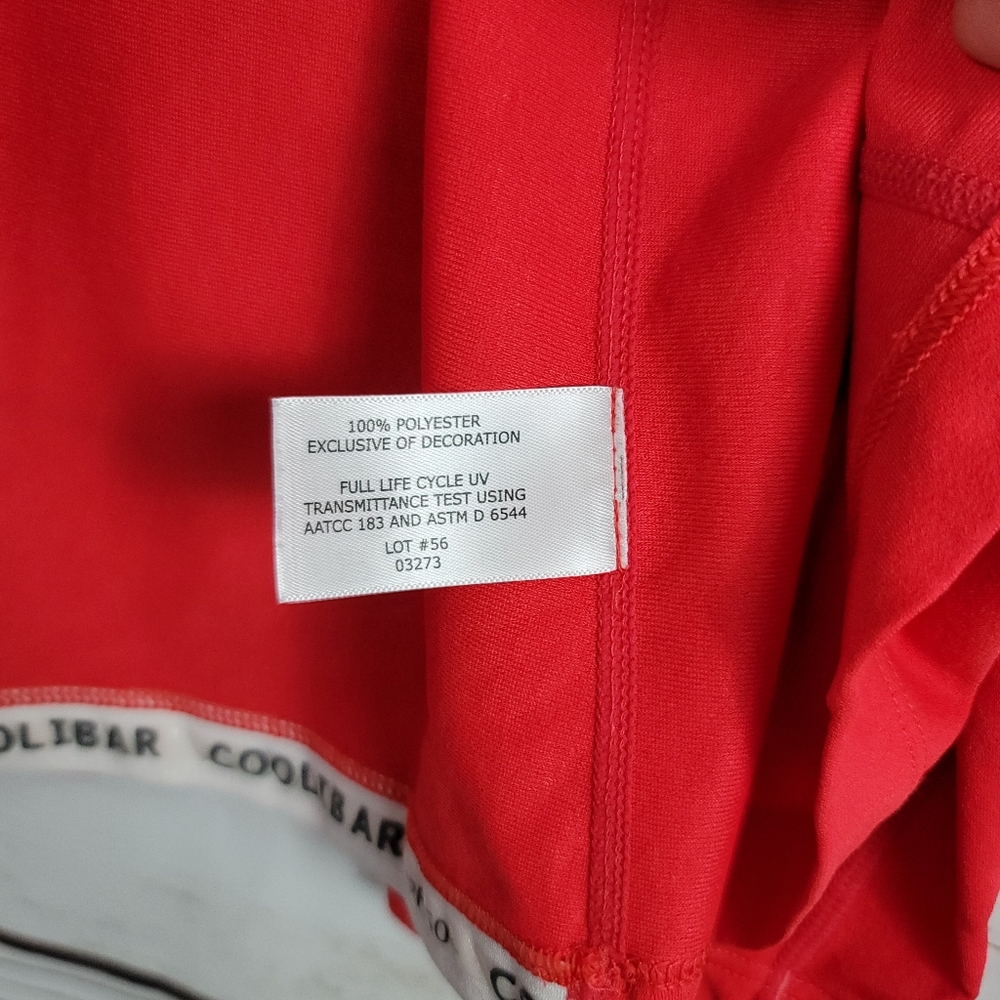 100% POLYESTER
EXCLUSIVE OF DECORATION
FULL LIFE CYCLE UV
TRANSMITTANCE TEST USING
AATCC 183 AND ASTM D 6544
LOT #56
03273
OLIBAR COOLIBAR